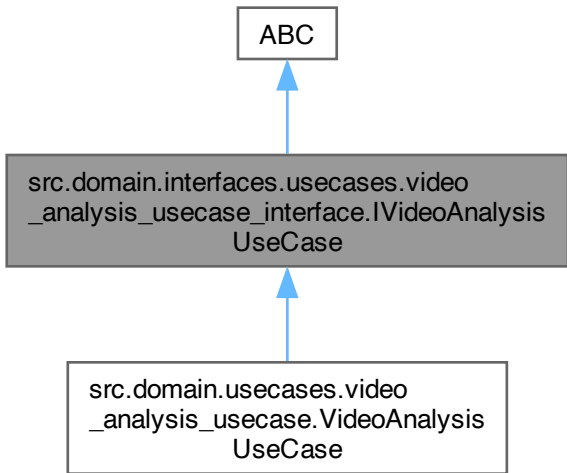 ABC
src.domain.interfaces.usecases.video
_analysis_usecase_interface.IVideoAnalysis
UseCase
src.domain.usecases.video
_analysis_usecase.VideoAnalysis
UseCase